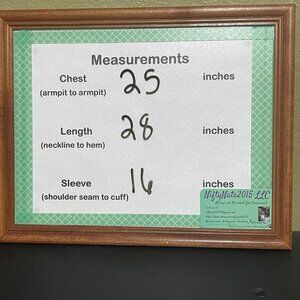 Measurements
Chest 25 inches
(armpit to armpit)
Length 28 inches
(neckline to hem)
Sleeve 16 inches
(shoulder seam to cuff)
NiftyNate2015 LLC